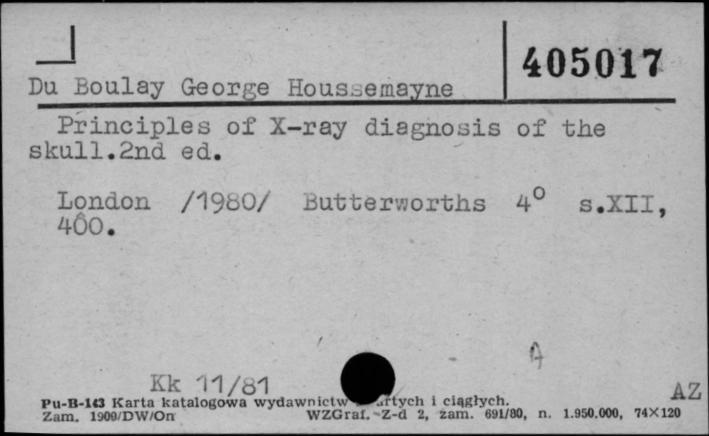 405017
Du Boulay George Houssemayne
Principles of X-ray diagnosis of the
skull.2nd ed.
London /1980/ Butterworths 4° s.XII,
400.
A
Kk 11/81
AZ
Pu-B-143 Karta katalogowa wydawnictw i ciągłych.
Zam. 1909/DW/On WZGraf. Z-d 2, zam. 691/80, n. 1.950.000, 74×120